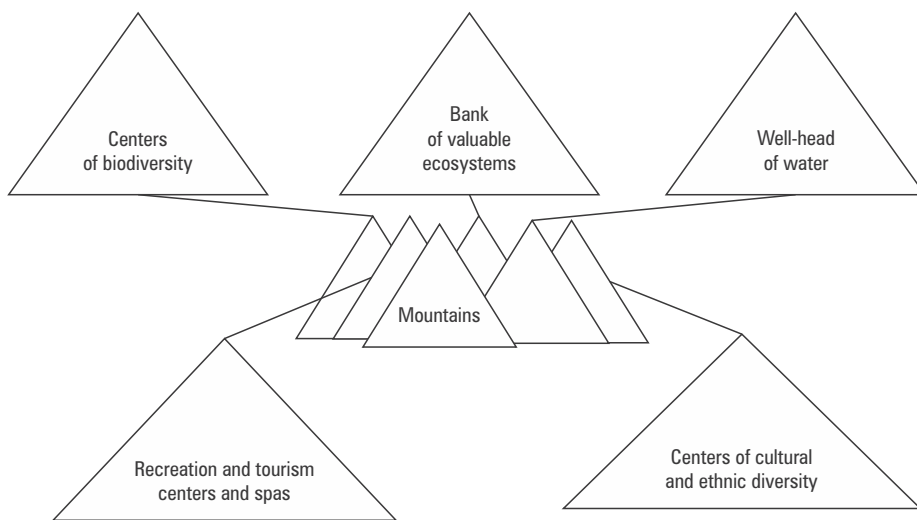 Centers
of biodiversity
Bank
of valuable
ecosystems
Well-head
of water
Mountains
Recreation and tourism
centers and spas
Centers of cultural
and ethnic diversity